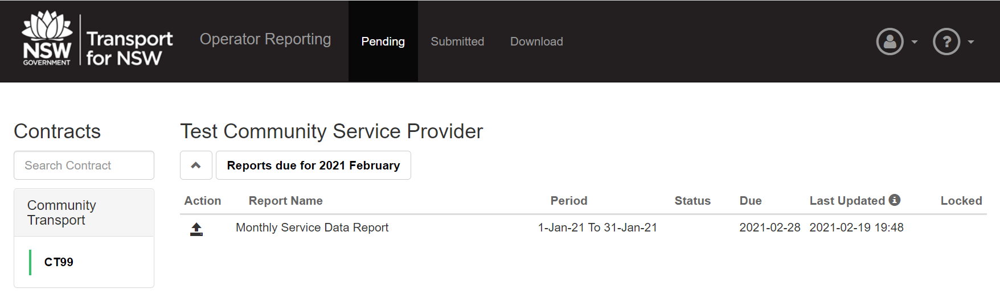 NSW
GOVERNMENT
Transport
for NSW
Operator Reporting
Pending
Submitted
Download
?
Contracts
Search Contract
Community
Transport
CT99
Test Community Service Provider
Reports due for 2021 February
Action Report Name Period Status Due Last Updated Locked
Monthly Service Data Report 1-Jan-21 To 31-Jan-21 2021-02-28 2021-02-19 19:48